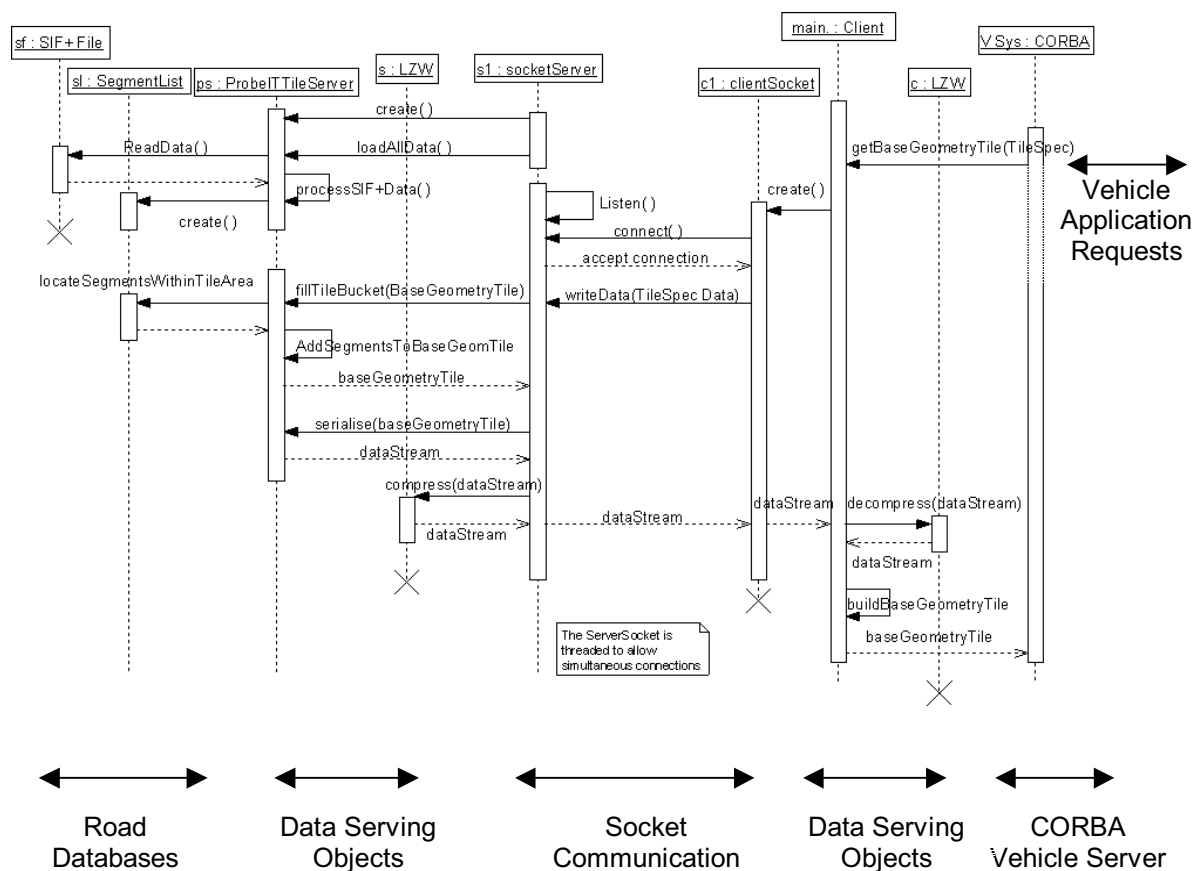 main. : Client
sf : SIF+File
V Sys : CORBA
sl : SegmentList
ps : ProbeITTileServer
s : LZW
s1 : socketServer
c1 : clientSocket
c : LZW
create( )
ReadData( )
loadAllData( )
getBaseGeometryTile(TileSpec)
Vehicle
Application
Requests
processSIF+Data( )
create( )
Listen( )
create( )
connect( )
accept connection
locateSegmentsWithinTileArea
fillTileBucket(BaseGeometryTile)
writeData(TileSpec Data)
AddSegmentsToBaseGeomTile
baseGeometryTile
serialise(baseGeometryTile)
dataStream
compress(dataStream)
dataStream
dataStream
dataStream
decompress(dataStream)
dataStream
buildBaseGeometryTile
baseGeometryTile
The ServerSocket is
threaded to allow
simultaneous connections
Road
Databases
Data Serving
Objects
Socket
Communication
Data Serving
Objects
CORBA
Vehicle Server